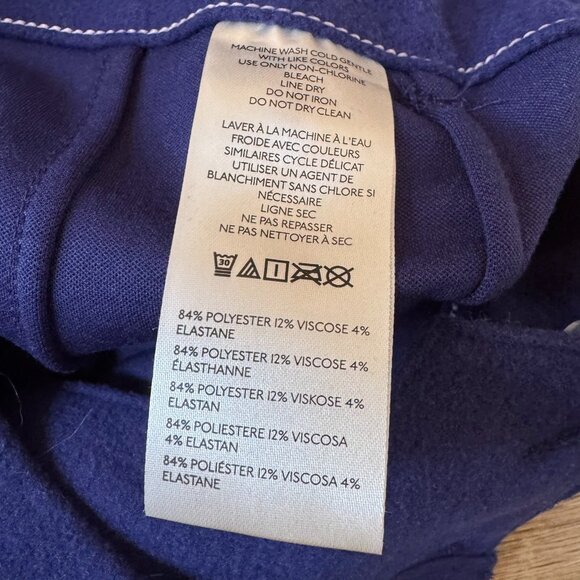 MACHINE WASH COLD GENTLE
WITH LIKE COLORS
USE ONLY NON-CHLORINE
BLEACH
LINE DRY
DO NOT IRON
DO NOT DRY CLEAN
LAVER À LA MACHINE À L'EAU
FROIDE AVEC COULEURS
SIMILAIRES CYCLE DÉLICAT
UTILISER UN AGENT DE
BLANCHIMENT SANS CHLORE SI
NÉCESSAIRE
LIGNE SEC
NE PAS REPASSER
NE PAS NETTOYER À SEC
30
84% POLYESTER 12% VISCOSE 4%
ELASTANE
84% POLYESTER 12% VISCOSE 4%
ÉLASTHANNE
84% POLYESTER 12% VISKOSE 4%
ELASTAN
84% POLIESTERE 12% VISCOSA
4% ELASTAN
84% POLIÉSTER 12% VISCOSA 4%
ELASTANE